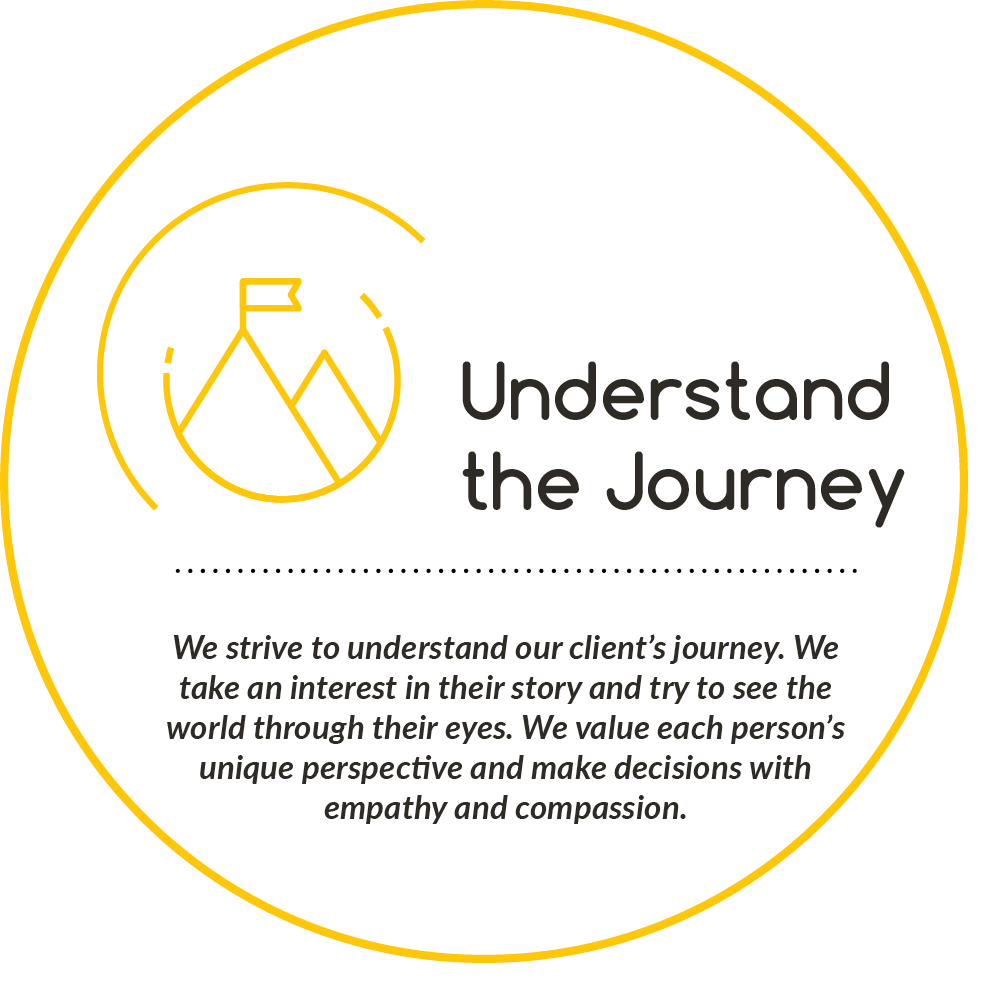 Understand
the Journey
We strive to understand our client’s journey. We
take an interest in their story and try to see the
world through their eyes. We value each person’s
unique perspective and make decisions with
empathy and compassion.